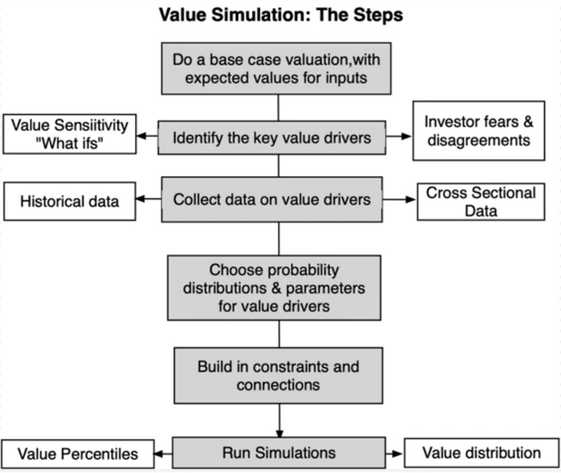 Value Simulation: The Steps
Do a base case valuation,with
expected values for inputs
Value Sensiitivity
"What ifs"
Identify the key value drivers
Investor fears &
disagreements
Historical data
Collect data on value drivers
Cross Sectional
Data
Choose probability
distributions & parameters
for value drivers
Build in constraints and
connections
Value Percentiles
Run Simulations
Value distribution